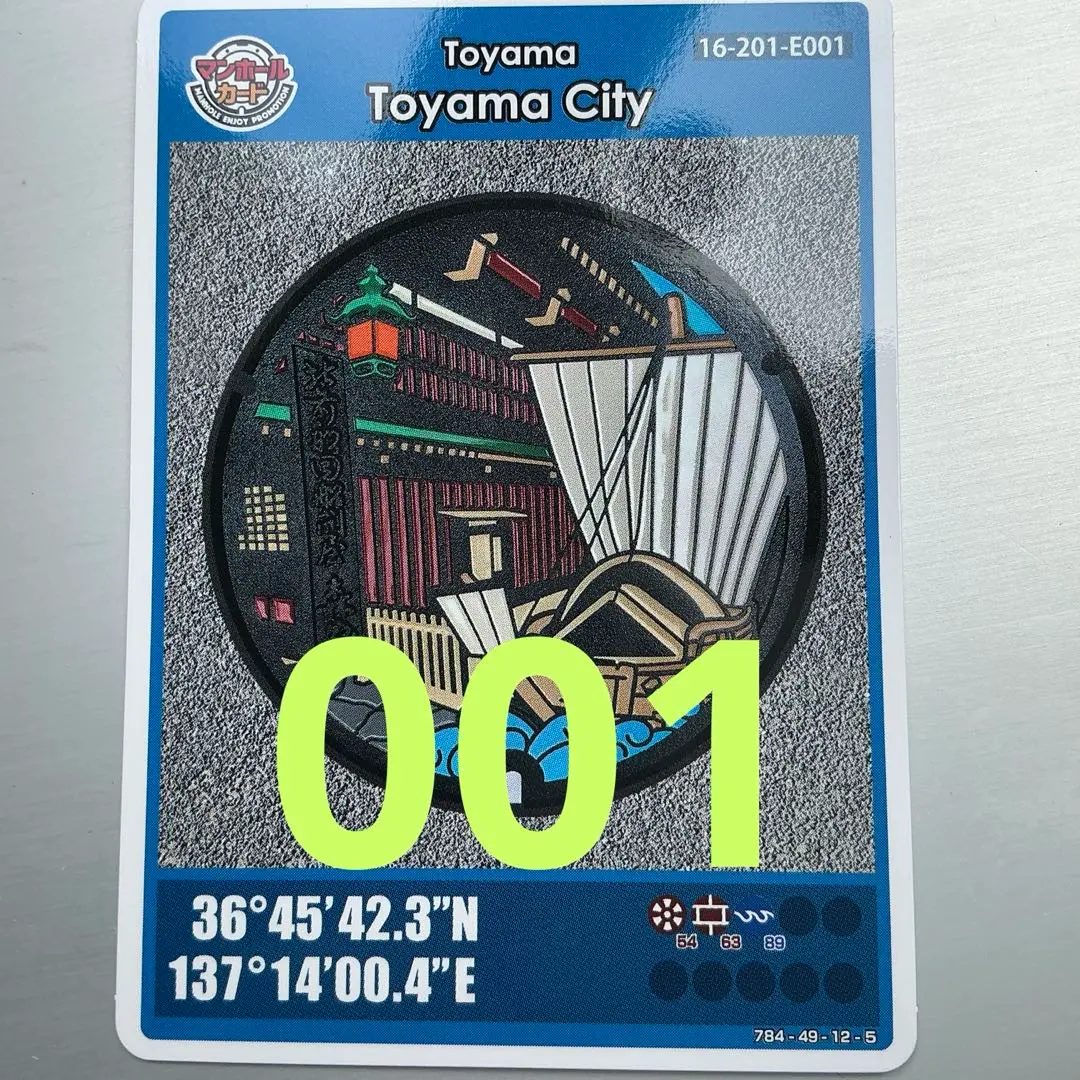 マンホール
カード
MANHOLE ENJOY PROMOTION
Toyama
Toyama City
16-201-E001
001
36°45'42.3"N
137°14'00.4"E
54 63 89
784-49-12-5